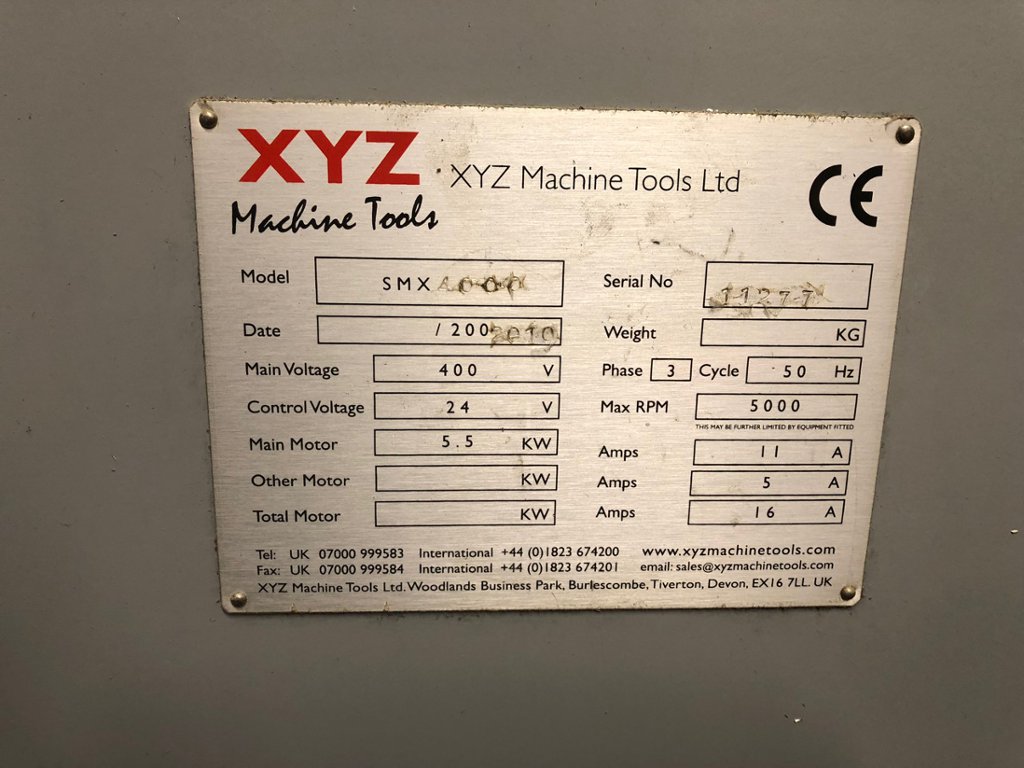 XYZ
Machine Tools
XYZ Machine Tools Ltd
CE
Model SMX 4000 Serial No 11277
Date / 200 2010 Weight KG
Main Voltage 400 V Phase 3 Cycle 50 Hz
Control Voltage 24 V Max RPM 5000
THIS MAY BE FURTHER LIMITED BY EQUIPMENT FITTED
Main Motor 5.5 KW Amps 11 A
Other Motor KW Amps 5 A
Total Motor KW Amps 16 A
Tel: UK 07000 999583 International +44 (0)1823 674200 www.xyzmachinetools.com
Fax: UK 07000 999584 International +44 (0)1823 674201 email: sales@xyzmachinetools.com
XYZ Machine Tools Ltd. Woodlands Business Park, Burlescombe, Tiverton, Devon, EX16 7LL. UK